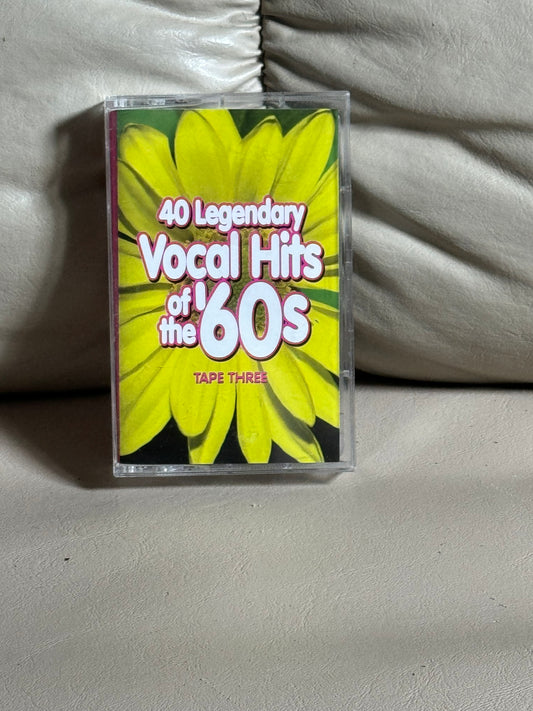 40 Legendary
Vocal Hits
of the '60s
TAPE THREE